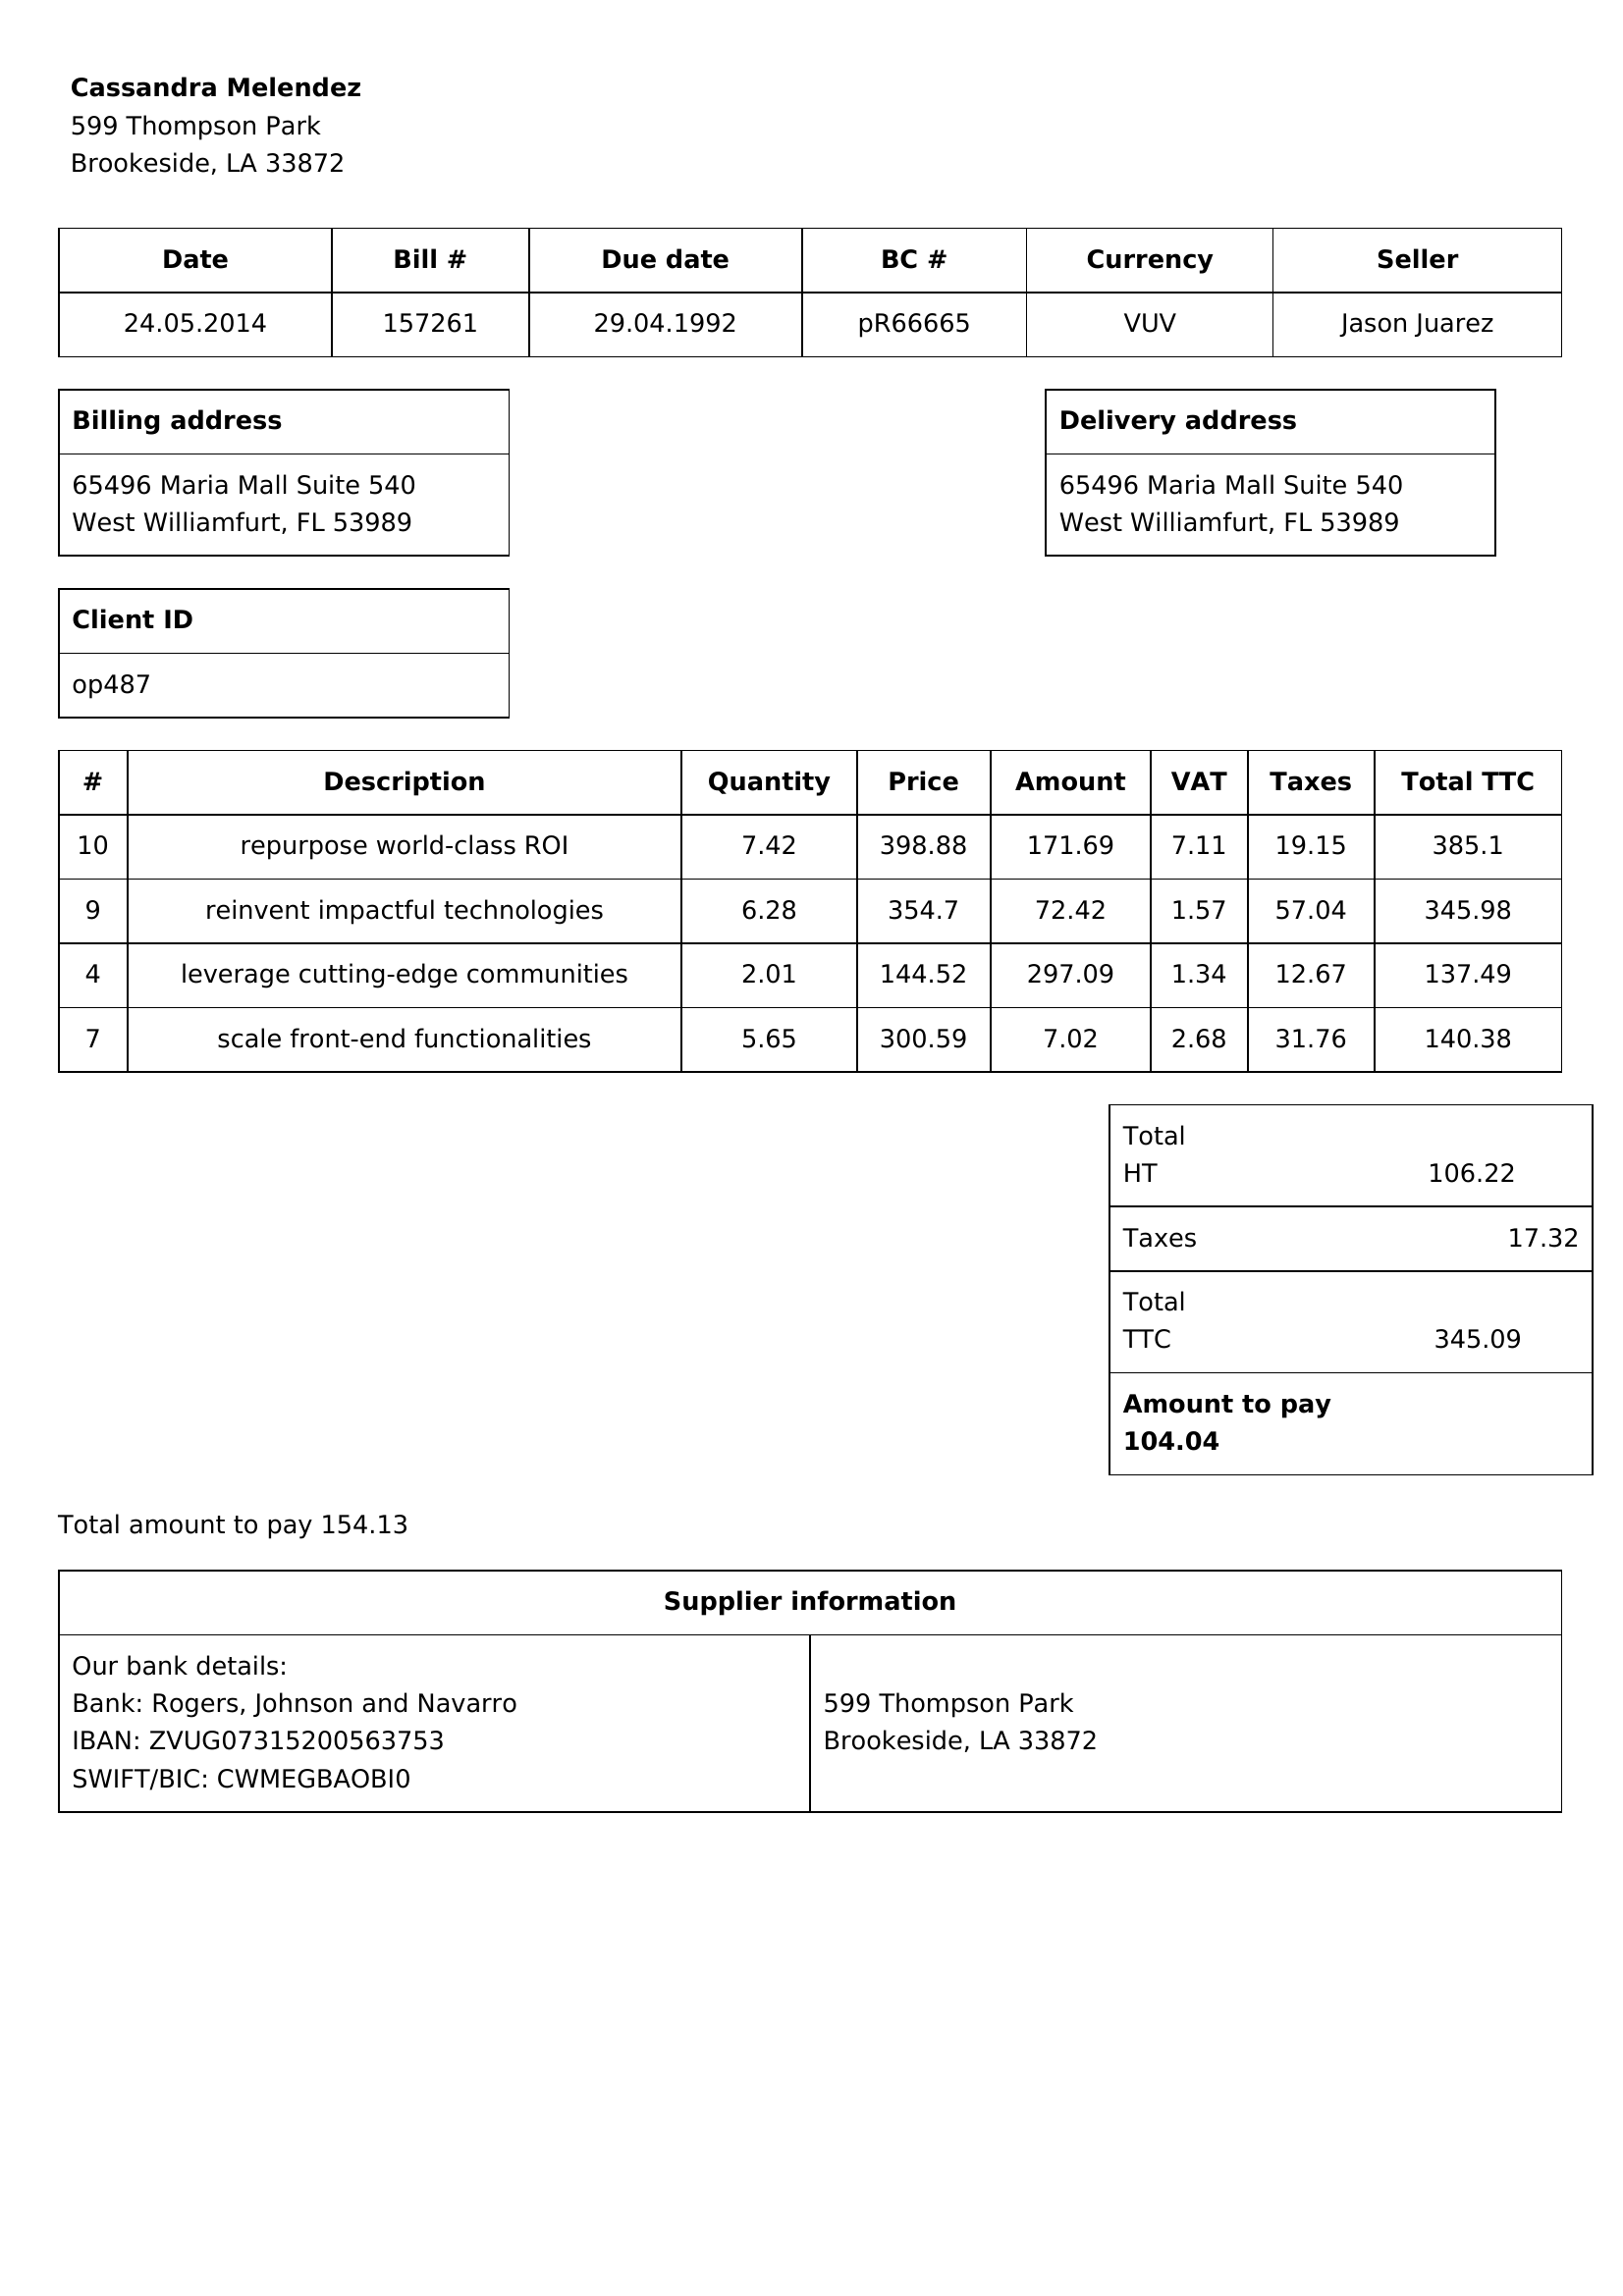 Cassandra Melendez
599 Thompson Park
Brookeside, LA 33872
Date Bill # Due date BC # Currency Seller
24.05.2014 157261 29.04.1992 pR66665 VUV Jason Juarez
Billing address
65496 Maria Mall Suite 540
West Williamfurt, FL 53989
Delivery address
65496 Maria Mall Suite 540
West Williamfurt, FL 53989
Client ID
op487
# Description Quantity Price Amount VAT Taxes Total TTC
10 repurpose world-class ROI 7.42 398.88 171.69 7.11 19.15 385.1
9 reinvent impactful technologies 6.28 354.7 72.42 1.57 57.04 345.98
4 leverage cutting-edge communities 2.01 144.52 297.09 1.34 12.67 137.49
7 scale front-end functionalities 5.65 300.59 7.02 2.68 31.76 140.38
Total
HT 106.22
Taxes 17.32
Total
TTC 345.09
Amount to pay
104.04
Total amount to pay 154.13
Supplier information
Our bank details:
Bank: Rogers, Johnson and Navarro
IBAN: ZVUG07315200563753
SWIFT/BIC: CWMEGBAOBI0
599 Thompson Park
Brookeside, LA 33872